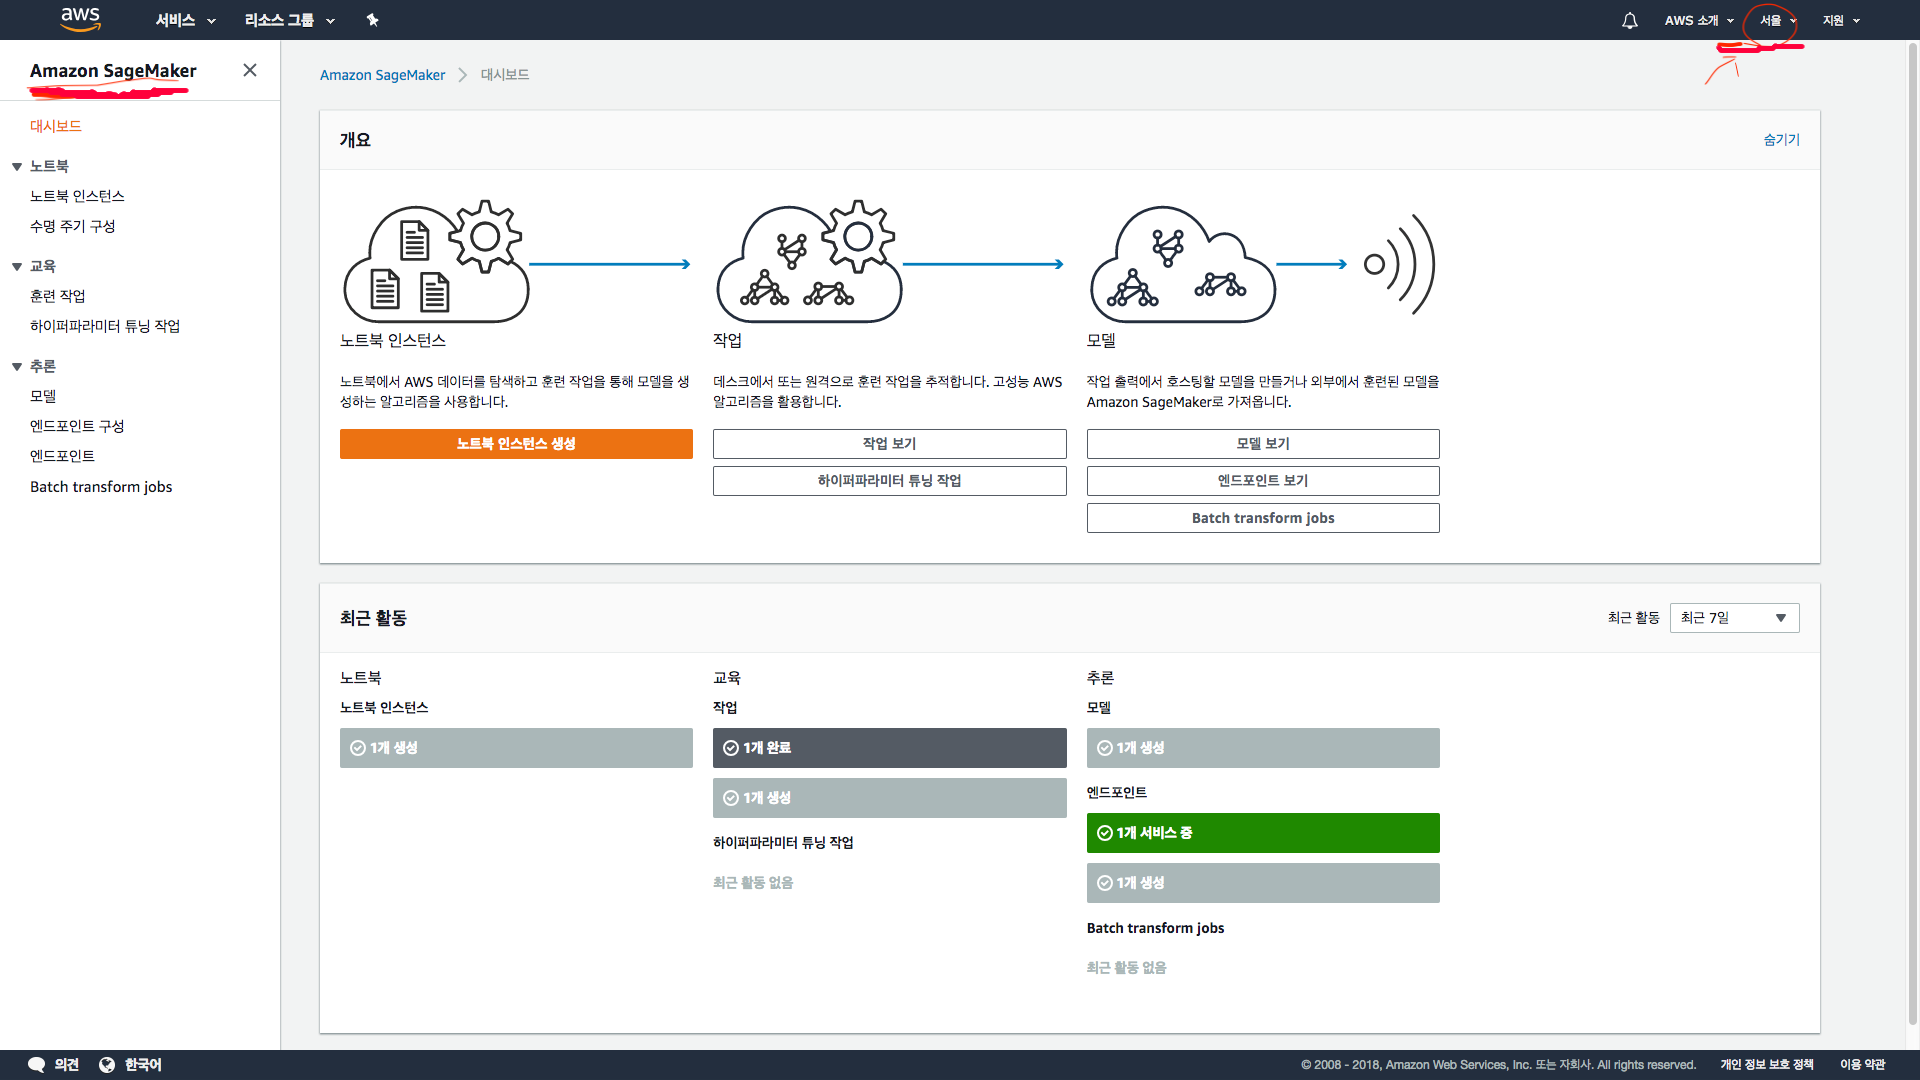 aws 서비스 리소스 그룹 AWS 소개 서울 지원
Amazon SageMaker
대시보드
노트북
노트북 인스턴스
수명 주기 구성
교육
훈련 작업
하이퍼파라미터 튜닝 작업
추론
모델
엔드포인트 구성
엔드포인트
Batch transform jobs
Amazon SageMaker 대시보드
개요 숨기기
노트북 인스턴스
노트북에서 AWS 데이터를 탐색하고 훈련 작업을 통해 모델을 생
성하는 알고리즘을 사용합니다.
노트북 인스턴스 생성
작업
데스크에서 또는 원격으로 훈련 작업을 추적합니다. 고성능 AWS
알고리즘을 활용합니다.
작업 보기
하이퍼파라미터 튜닝 작업
모델
작업 출력에서 호스팅할 모델을 만들거나 외부에서 훈련된 모델을
Amazon SageMaker로 가져옵니다.
모델 보기
엔드포인트 보기
Batch transform jobs
최근 활동 최근 활동 최근 7일
노트북
노트북 인스턴스
1개 생성
교육
작업
1개 완료
1개 생성
하이퍼파라미터 튜닝 작업
최근 활동 없음
추론
모델
1개 생성
엔드포인트
1개 서비스 중
1개 생성
Batch transform jobs
최근 활동 없음
의견 한국어 © 2008 - 2018, Amazon Web Services, Inc. 또는 자회사. All rights reserved. 개인 정보 보호 정책 이용 약관